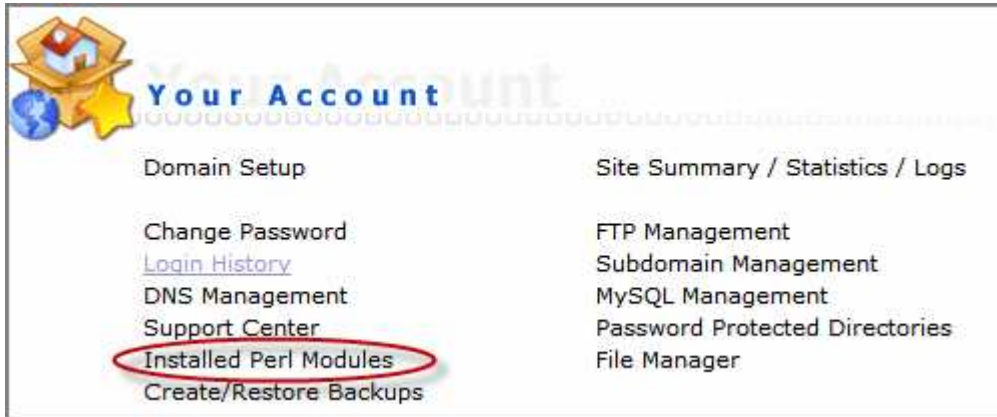 Your Account
Domain Setup
Change Password
Login History
DNS Management
Support Center
Installed Perl Modules
Create/Restore Backups
Site Summary / Statistics / Logs
FTP Management
Subdomain Management
MySQL Management
Password Protected Directories
File Manager